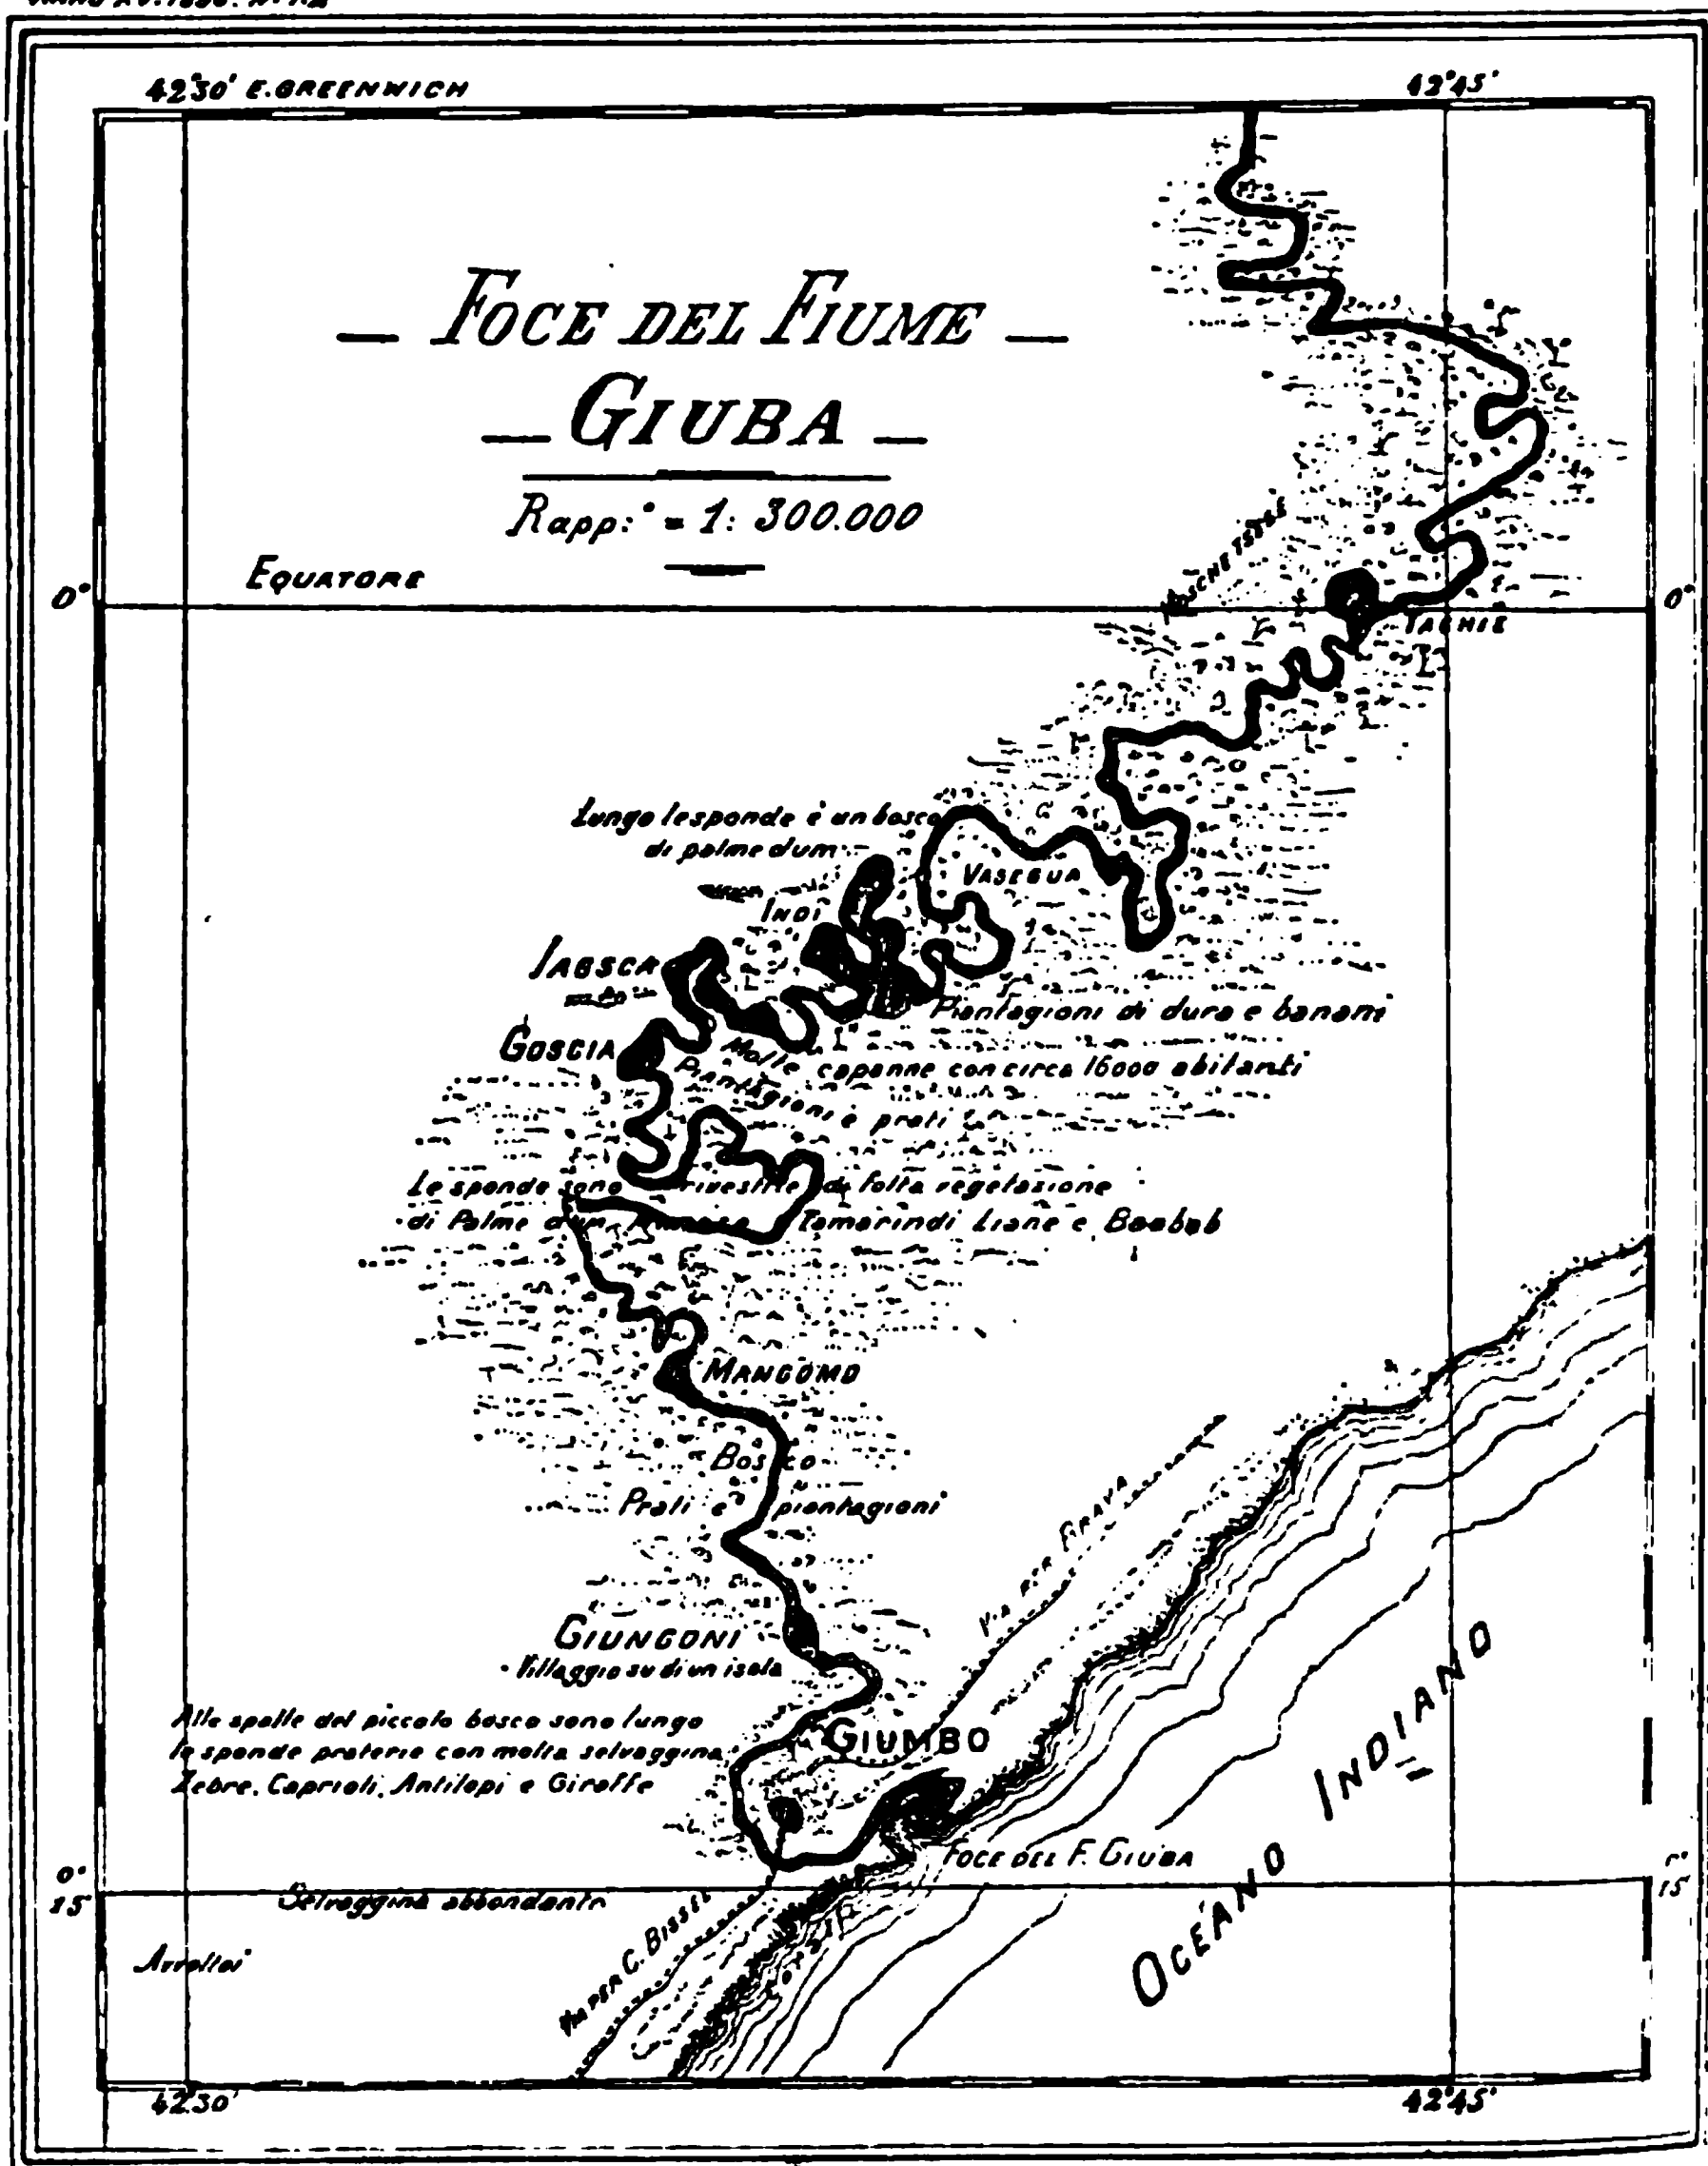 42°30' E. GREENWICH
42°45'
— FOCE DEL FIUME —
— GIUBA —
Rapp:° = 1: 300.000
EQUATORE
0°
0°
TACHIE
Lungo lesponde è un bosco
di palme dum
VASEGUA
INDI
JAGSCA
Piantagioni di dura e banani
GOSCIA
Molte capanne con circa 16000 abitanti
Piantagioni e prati
Le sponde sono rivestite di folta vegetazione
di Palme dum Tamarindi Liane e Baobab
MANGOMO
Bosco
Prati e piantagioni
VIA PER BRAVA
GIUNGONI
Villaggio su di un isola
Alle spalle del piccolo bosco sono lungo
le sponde praterie con molta selvaggina
Zebre, Caprioli, Antilopi e Giraffe
GIUMBO
FOCE DEL F. GIUBA
OCEANO INDIANO
0°
15'
15'
Selvaggina abbondante
VIA PER C. BISSEL
42°30'
42°45'